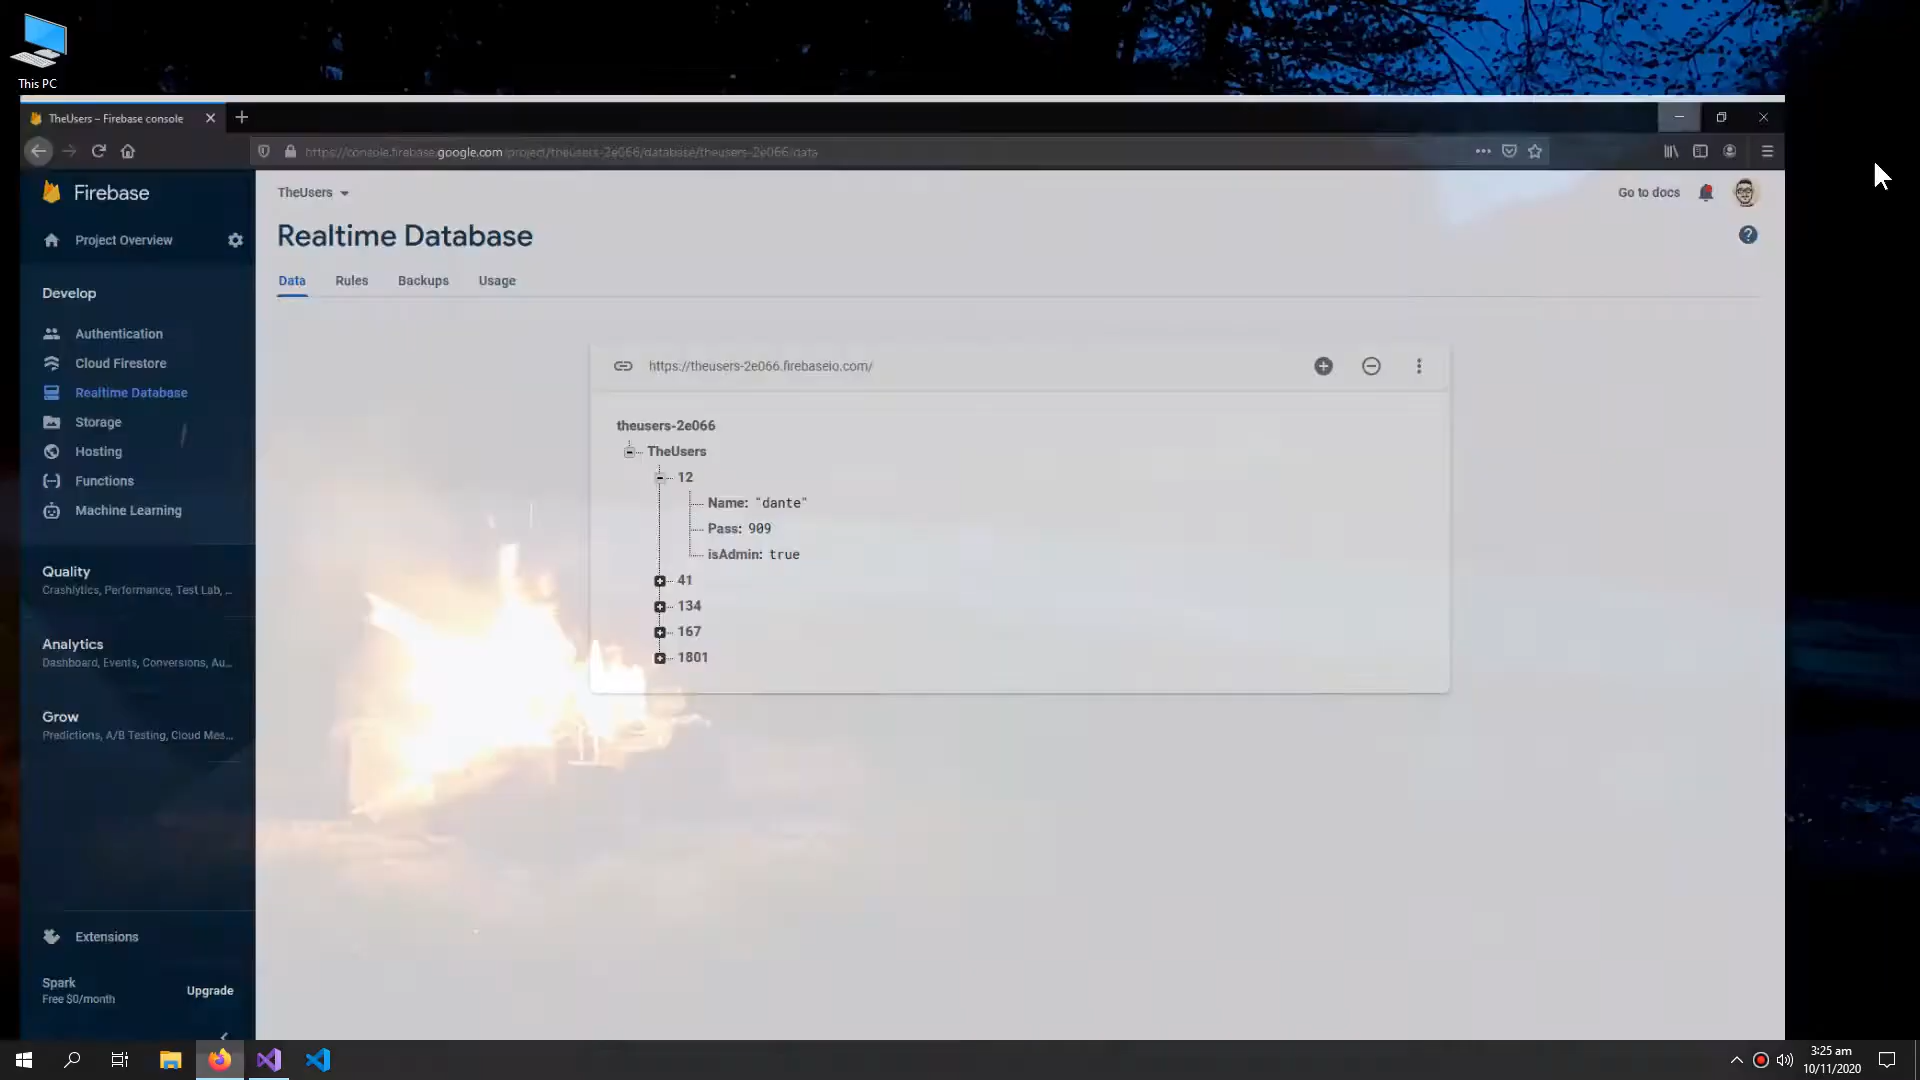 This PC
TheUsers – Firebase console
https://console.firebase.google.com/project/theusers-2e066/database/theusers-2e066/data
Firebase
TheUsers
Go to docs
Project Overview
Realtime Database
Data
Rules
Backups
Usage
Develop
Authentication
Cloud Firestore
Realtime Database
Storage
Hosting
Functions
Machine Learning
https://theusers-2e066.firebaseio.com/
theusers-2e066
TheUsers
12
Name: "dante"
Pass: 909
isAdmin: true
41
134
167
1801
Quality
Crashlytics, Performance, Test Lab, ...
Analytics
Dashboard, Events, Conversions, Au...
Grow
Predictions, A/B Testing, Cloud Mes...
Extensions
Spark
Free $0/month
Upgrade
3:25 am
10/11/2020